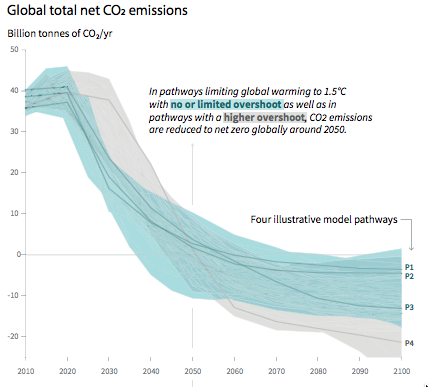 Global total net CO₂ emissions
Billion tonnes of CO₂/yr
50
40
30
20
10
0
-10
-20
In pathways limiting global warming to 1.5°C
with no or limited overshoot as well as in
pathways with a higher overshoot, CO2 emissions
are reduced to net zero globally around 2050.
Four illustrative model pathways
P1
P2
P3
P4
2010 2020 2030 2040 2050 2060 2070 2080 2090 2100